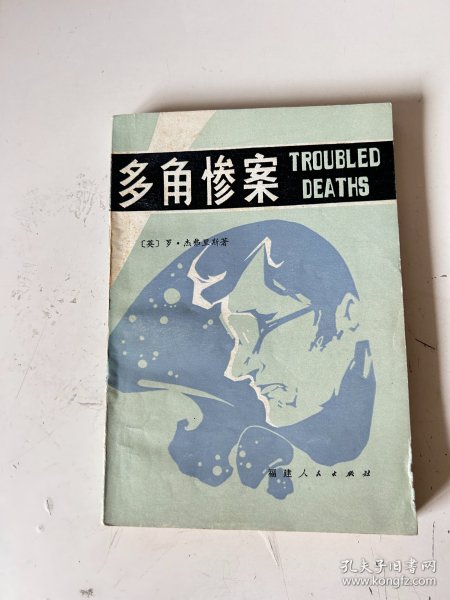 多角惨案
TROUBLED
DEATHS
〔英〕罗·杰弗里斯著
福建人民出版社
孔夫子旧书网
www.kongfz.com